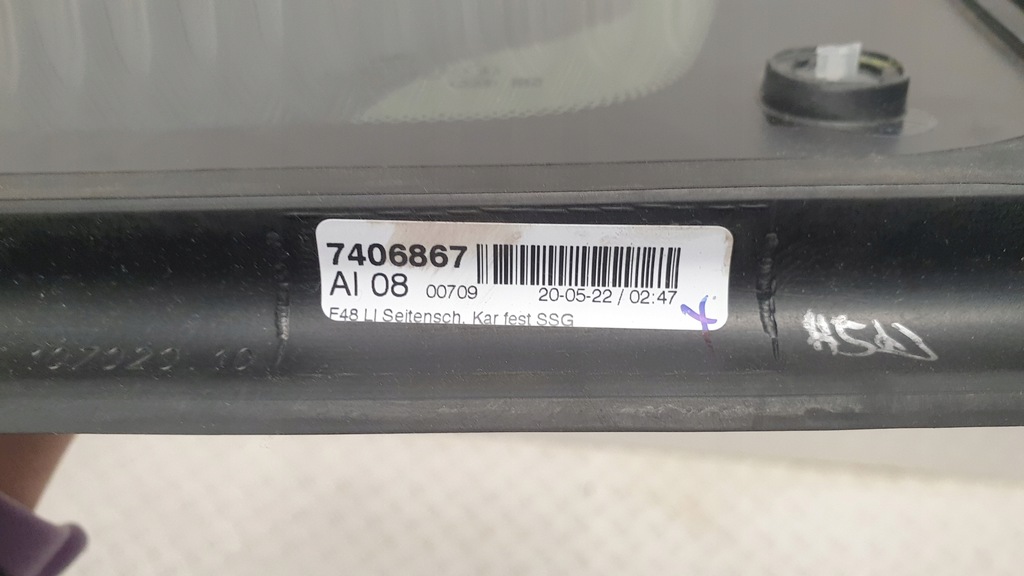 7406867
AI 08 00709 20-05-22 / 02:47
F48 LI Seitensch. Kar fest SSG